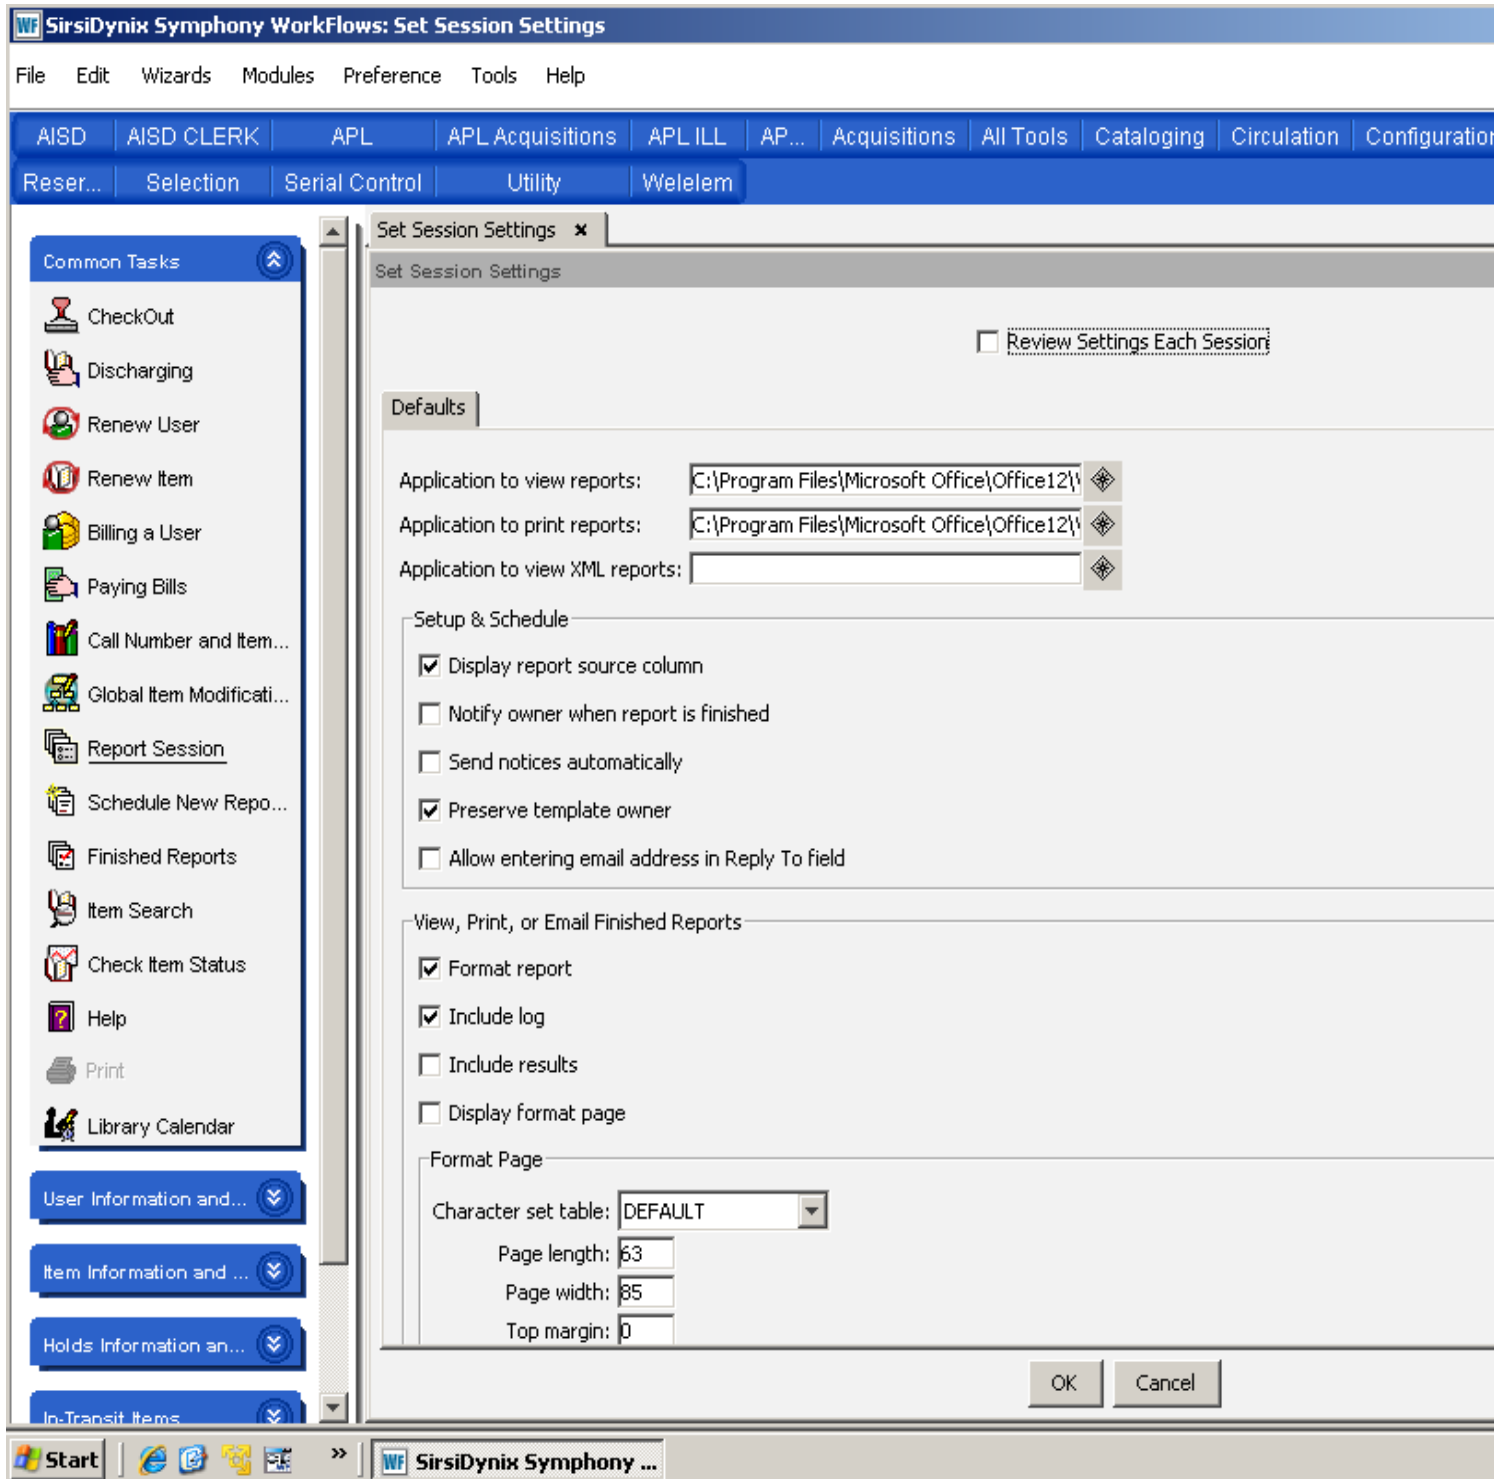 WF SirsiDynix Symphony WorkFlows: Set Session Settings
File Edit Wizards Modules Preference Tools Help
AISD AISD CLERK APL APL Acquisitions APL ILL AP... Acquisitions All Tools Cataloging Circulation Configuration
Reser... Selection Serial Control Utility Welelem
Common Tasks
CheckOut
Discharging
Renew User
Renew Item
Billing a User
Paying Bills
Call Number and Item...
Global Item Modificati...
Report Session
Schedule New Repo...
Finished Reports
Item Search
Check Item Status
Help
Print
Library Calendar
User Information and...
Item Information and ...
Holds Information an...
In-Transit Items
Set Session Settings x
Set Session Settings
Review Settings Each Session
Defaults
Application to view reports: C:\Program Files\Microsoft Office\Office12\
Application to print reports: C:\Program Files\Microsoft Office\Office12\
Application to view XML reports:
Setup & Schedule
Display report source column
Notify owner when report is finished
Send notices automatically
Preserve template owner
Allow entering email address in Reply To field
View, Print, or Email Finished Reports
Format report
Include log
Include results
Display format page
Format Page
Character set table: DEFAULT
Page length: 63
Page width: 85
Top margin: 0
OK Cancel
Start » WF SirsiDynix Symphony ...